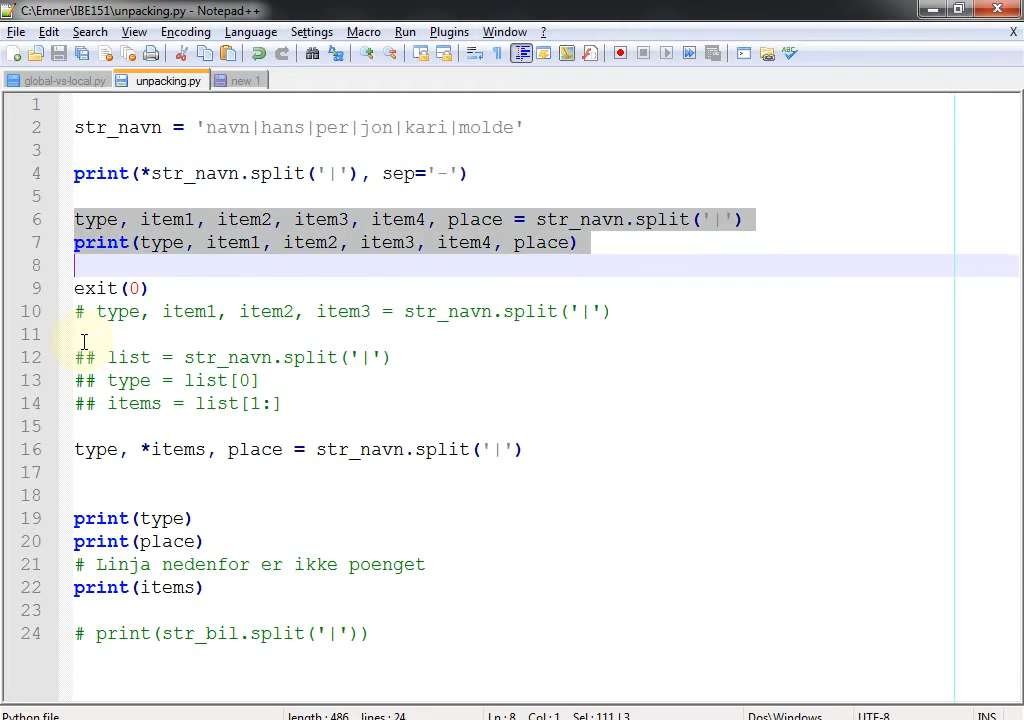 C:\Emner\IBE151\unpacking.py - Notepad++
File Edit Search View Encoding Language Settings Macro Run Plugins Window ? X
global-vs-local.py unpacking.py new 1
1
2 str_navn = 'navn|hans|per|jon|kari|molde'
3
4 print(*str_navn.split('|'), sep='-')
5
6 type, item1, item2, item3, item4, place = str_navn.split('|')
7 print(type, item1, item2, item3, item4, place)
8
9 exit(0)
10 # type, item1, item2, item3 = str_navn.split('|')
11
12 ## list = str_navn.split('|')
13 ## type = list[0]
14 ## items = list[1:]
15
16 type, *items, place = str_navn.split('|')
17
18
19 print(type)
20 print(place)
21 # Linja nedenfor er ikke poenget
22 print(items)
23
24 # print(str_bil.split('|'))
Python file length : 486 lines : 24 Ln : 8 Col : 1 Sel : 111 | 3 Dos\Windows UTF-8 INS